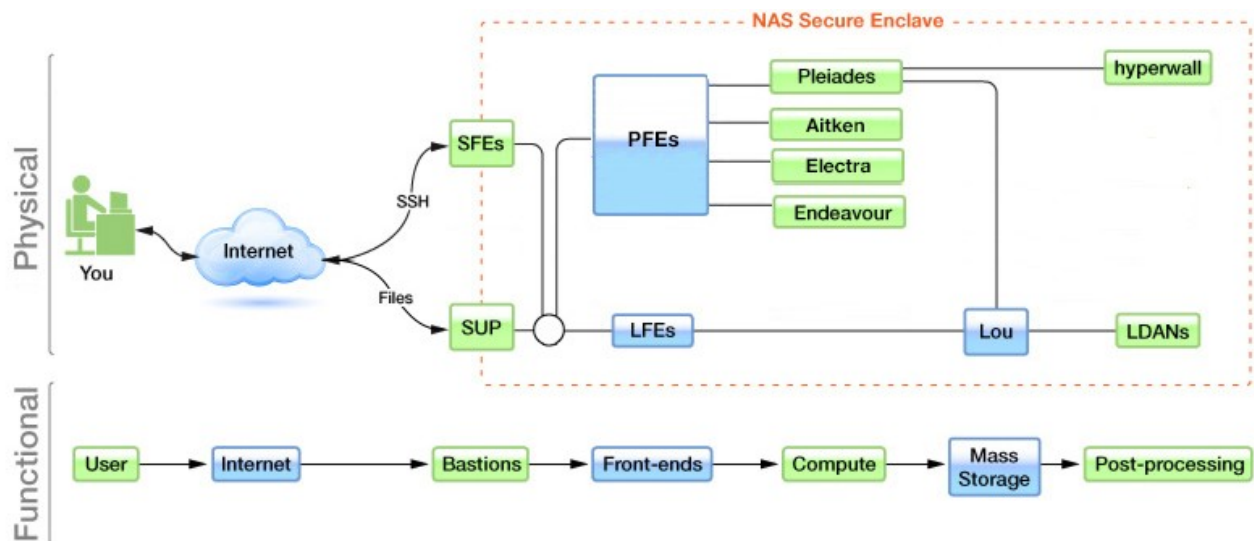 NAS Secure Enclave
Physical
You
Internet
SSH
Files
SFEs
SUP
PFEs
Pleiades
Aitken
Electra
Endeavour
hyperwall
LFEs
Lou
LDANs
Functional
User
Internet
Bastions
Front-ends
Compute
Mass
Storage
Post-processing